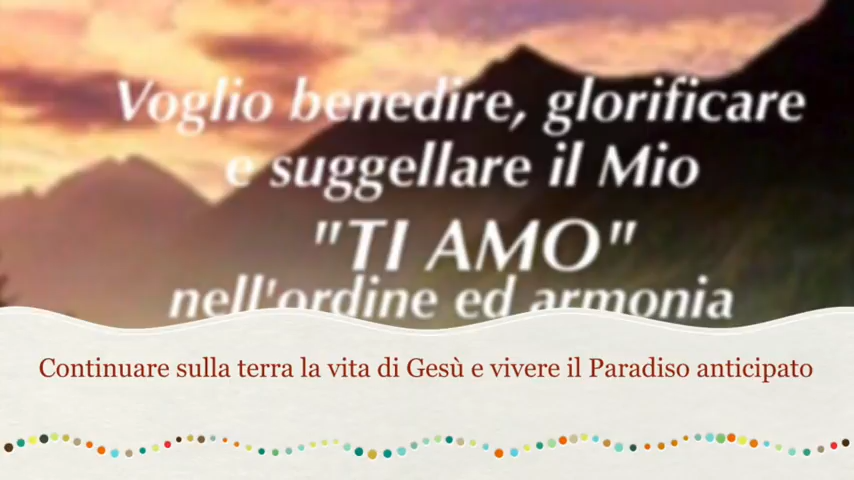 Voglio benedire, glorificare
e suggellare il Mio
"TI AMO"
nell'ordine ed armonia
Continuare sulla terra la vita di Gesù e vivere il Paradiso anticipato